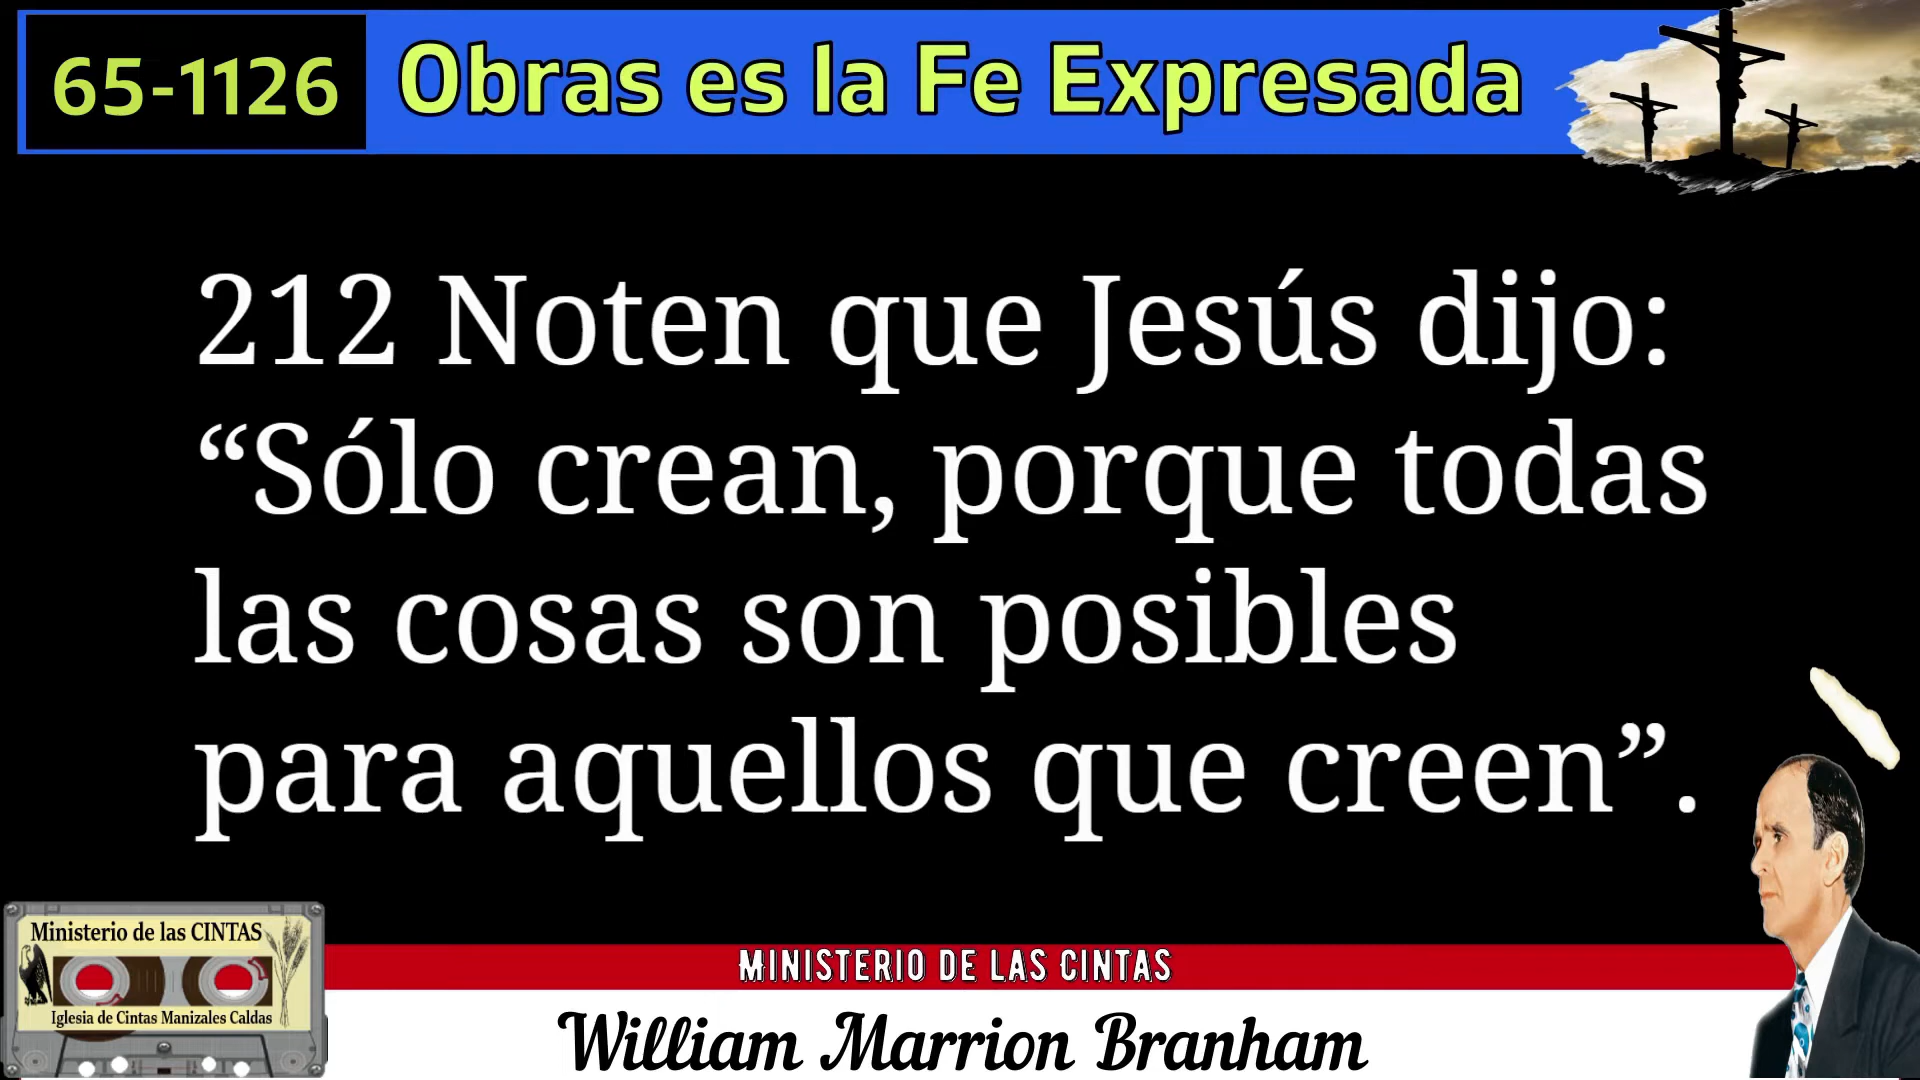 65-1126
Obras es la Fe Expresada
212 Noten que Jesús dijo:
“Sólo crean, porque todas
las cosas son posibles
para aquellos que creen”.
Ministerio de las CINTAS
Iglesia de Cintas Manizales Caldas
MINISTERIO DE LAS CINTAS
William Marrion Branham